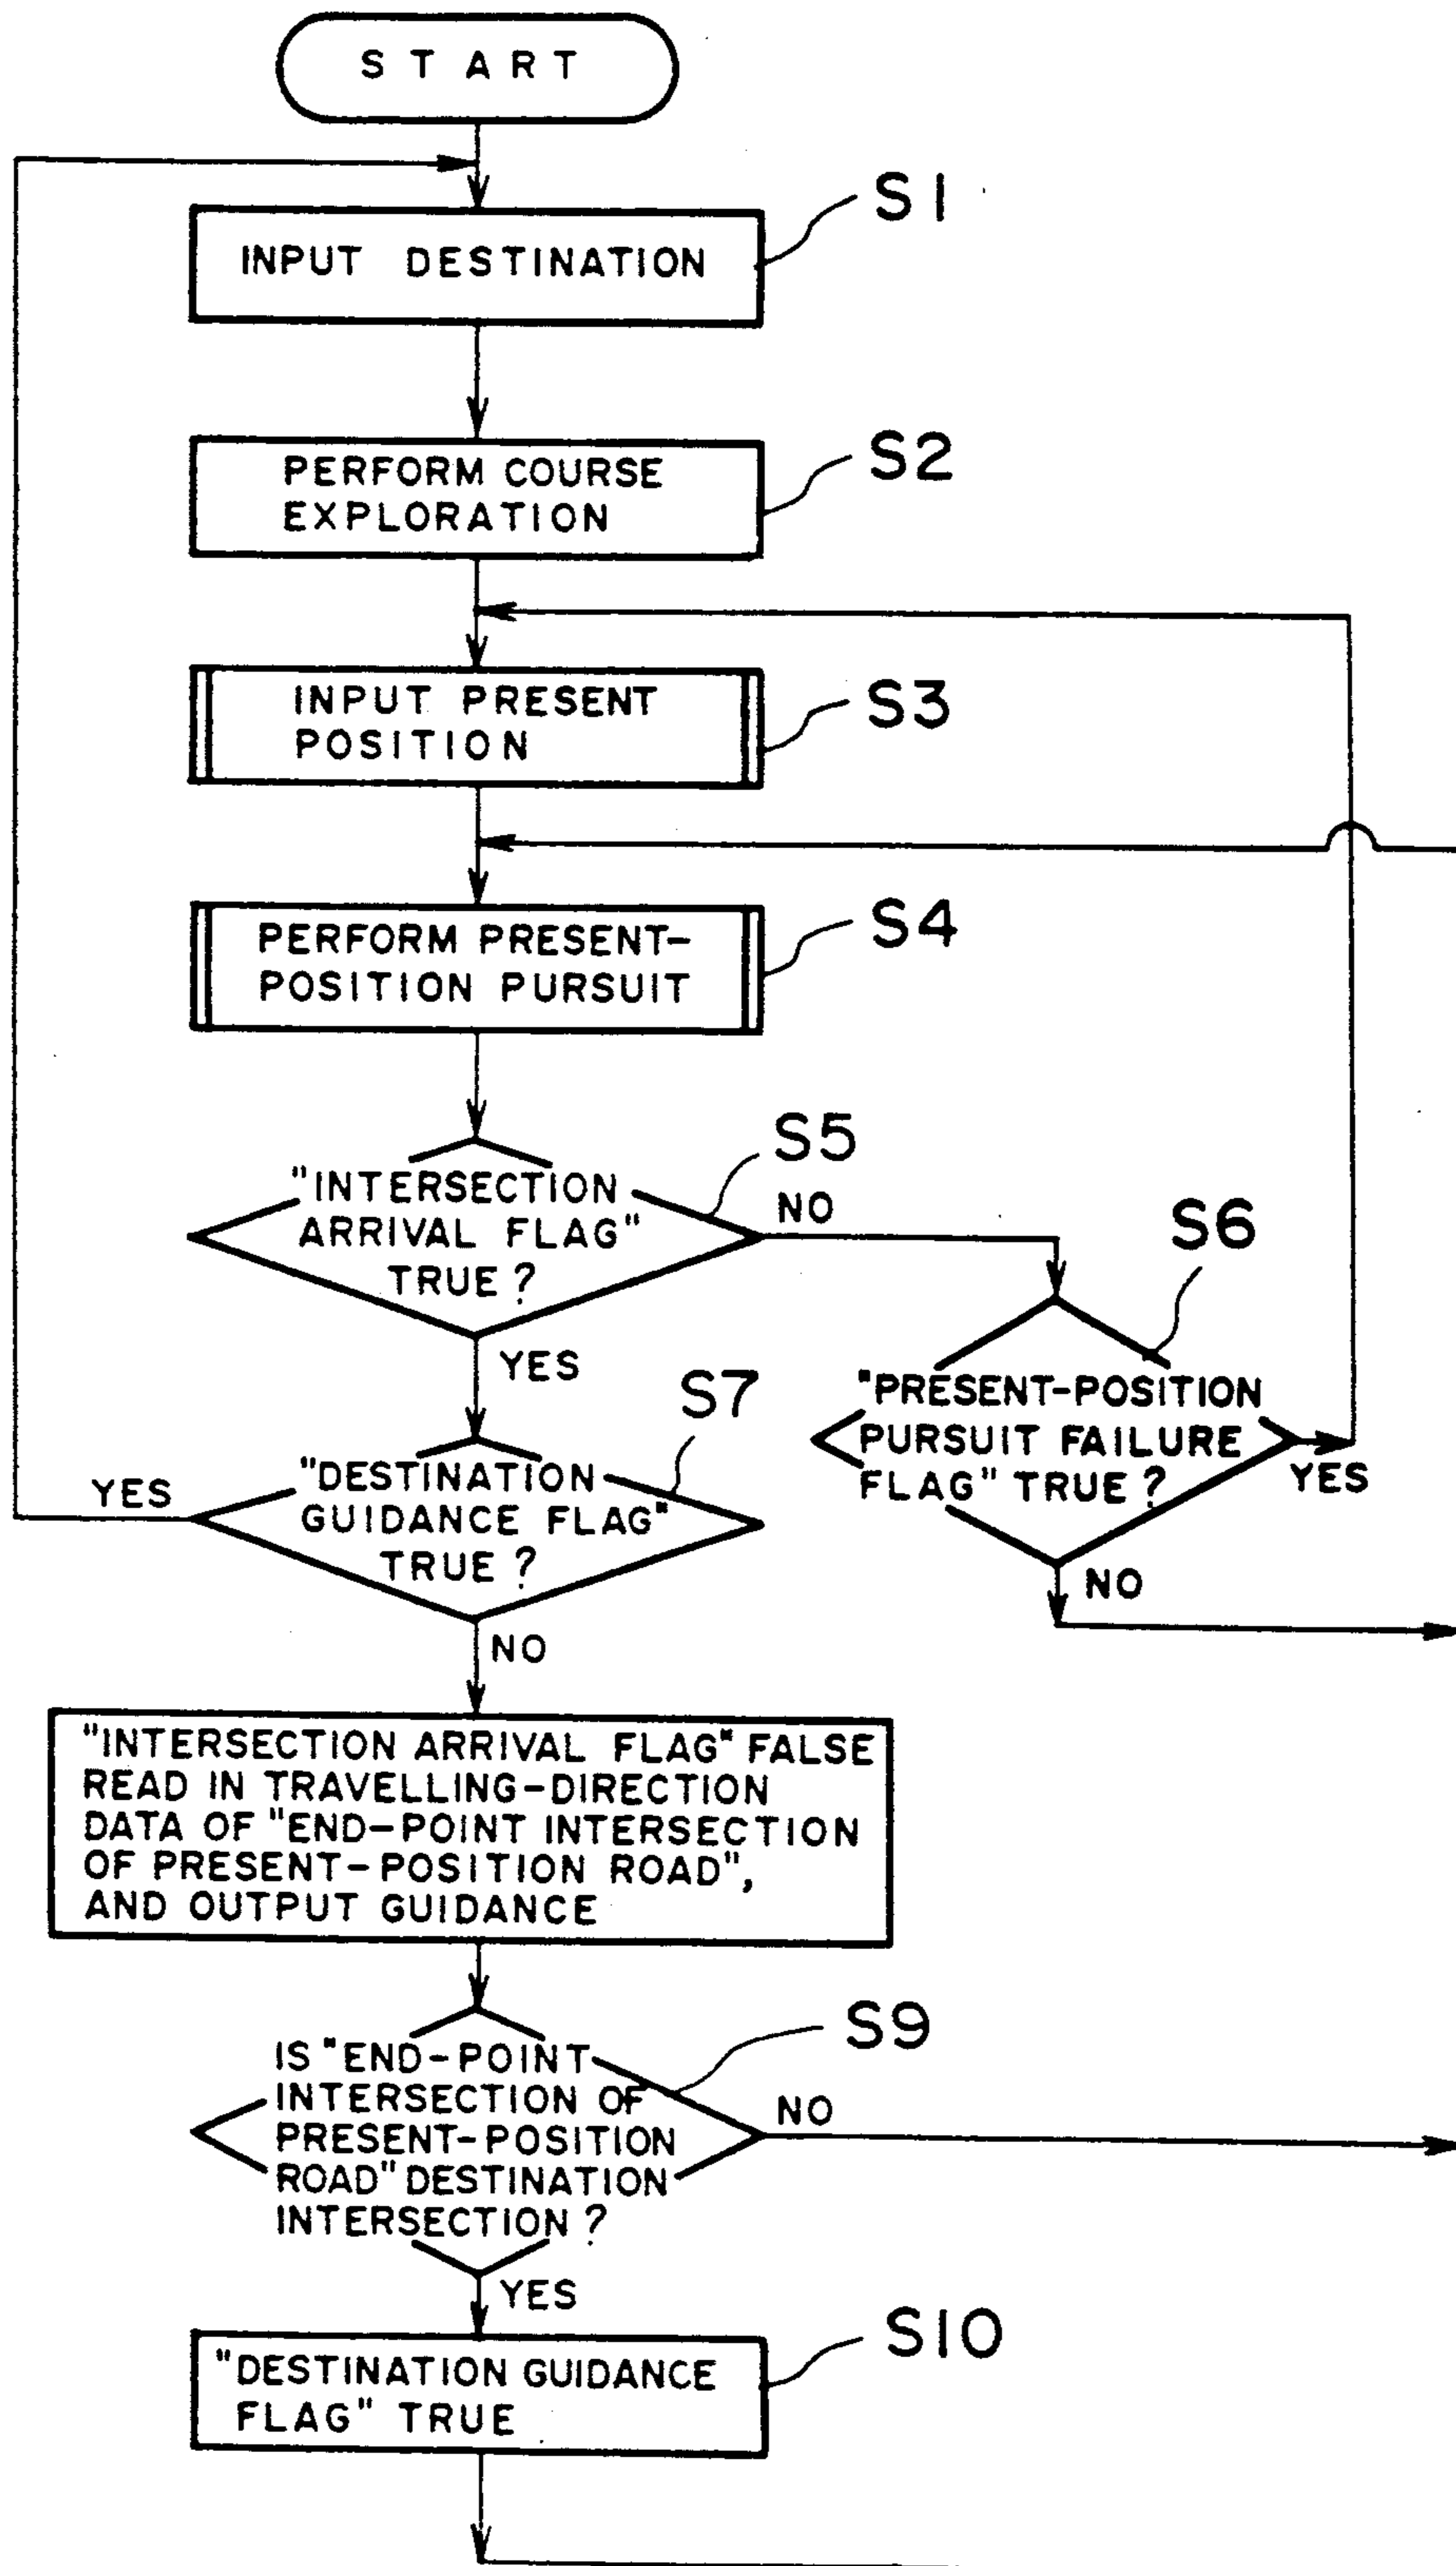 START
S1
INPUT DESTINATION
S2
PERFORM COURSE
EXPLORATION
S3
INPUT PRESENT
POSITION
S4
PERFORM PRESENT-
POSITION PURSUIT
S5
"INTERSECTION
ARRIVAL FLAG"
TRUE?
NO
YES
S6
"PRESENT-POSITION
PURSUIT FAILURE
FLAG" TRUE?
YES
NO
S7
"DESTINATION
GUIDANCE FLAG"
TRUE?
YES
NO
"INTERSECTION ARRIVAL FLAG" FALSE
READ IN TRAVELLING-DIRECTION
DATA OF "END-POINT INTERSECTION
OF PRESENT-POSITION ROAD",
AND OUTPUT GUIDANCE
S9
IS "END-POINT
INTERSECTION OF
PRESENT-POSITION
ROAD" DESTINATION
INTERSECTION?
NO
YES
S10
"DESTINATION GUIDANCE
FLAG" TRUE